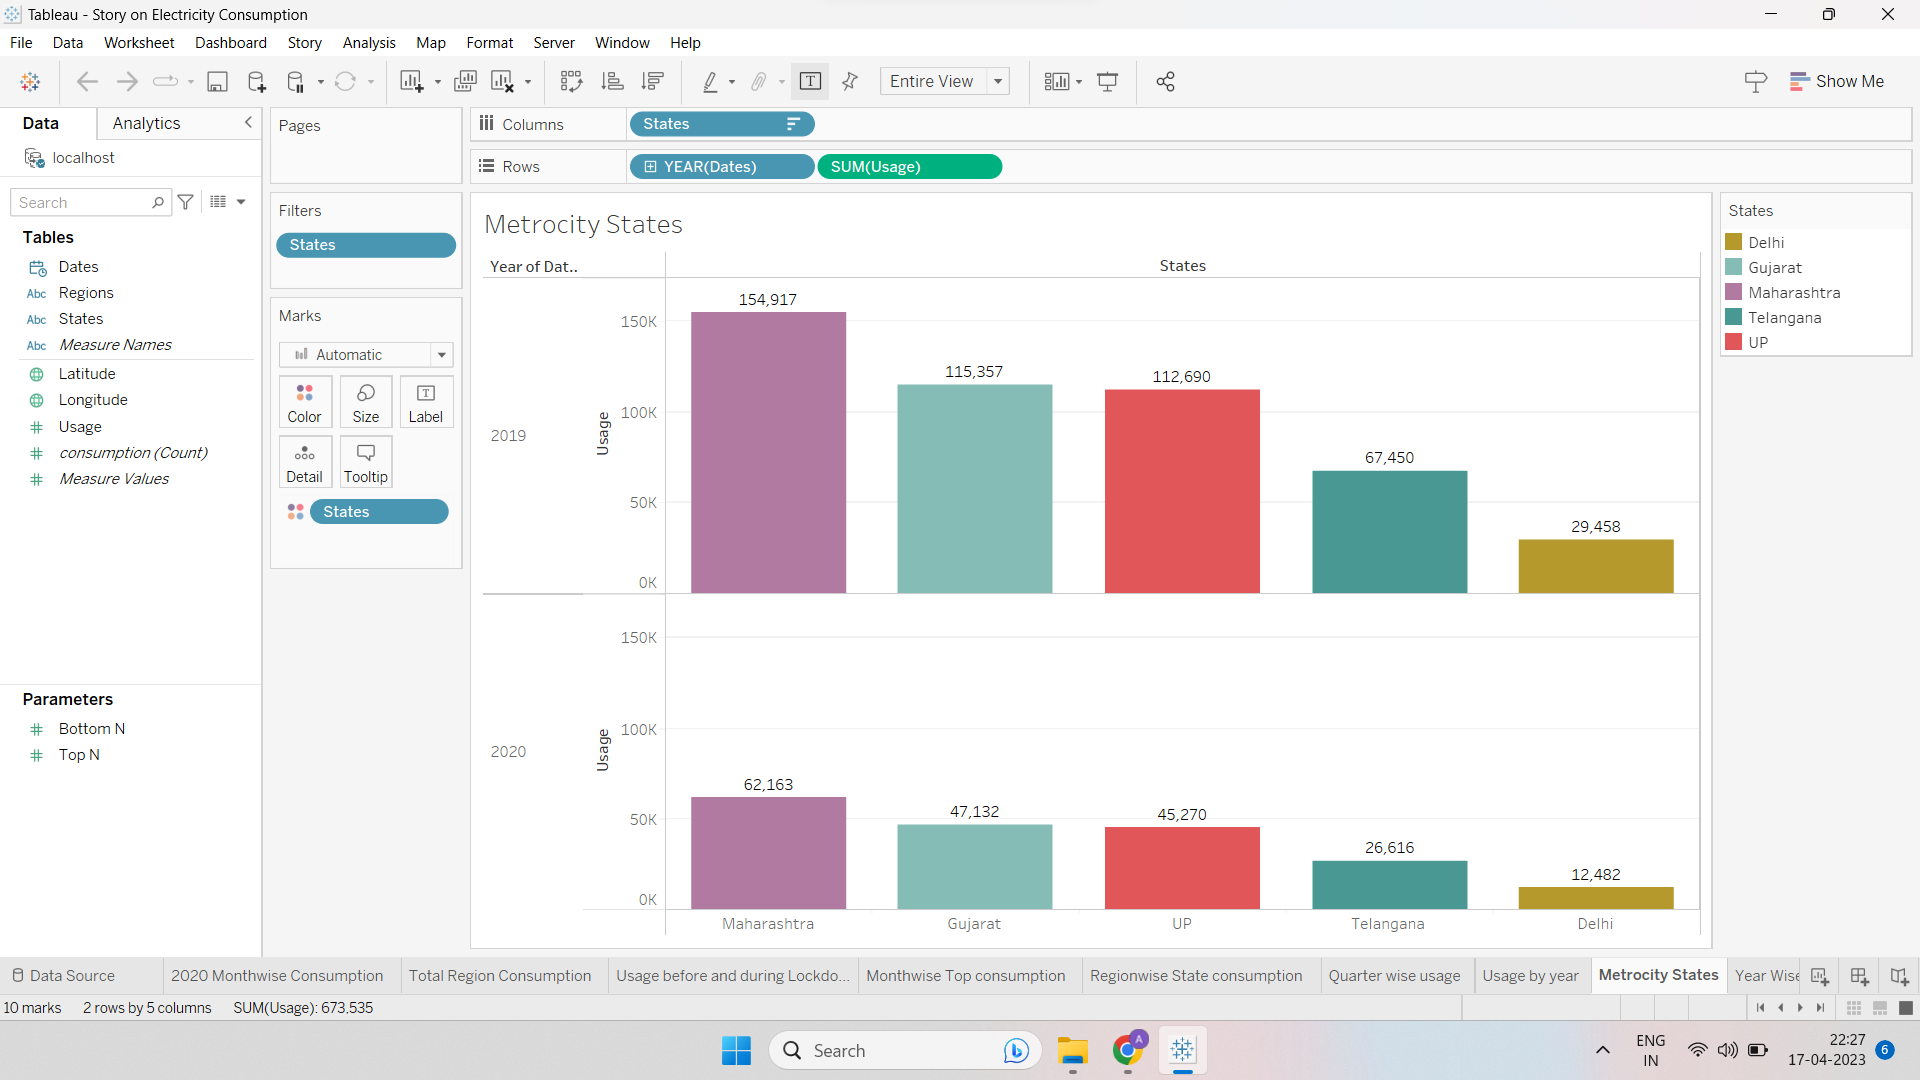 Tableau - Story on Electricity Consumption
File Data Worksheet Dashboard Story Analysis Map Format Server Window Help
Entire View
Show Me
Data Analytics
localhost
Search
Tables
Dates
Abc Regions
Abc States
Abc Measure Names
Latitude
Longitude
# Usage
# consumption (Count)
# Measure Values
Parameters
# Bottom N
# Top N
Pages
Filters
States
Marks
Automatic
Color Size Label
Detail Tooltip
States
Columns States
Rows YEAR(Dates) SUM(Usage)
Metrocity States
Year of Dat.. States
2019
Usage
150K
100K
50K
0K
154,917
115,357
112,690
67,450
29,458
2020
Usage
150K
100K
50K
0K
62,163
47,132
45,270
26,616
12,482
Maharashtra Gujarat UP Telangana Delhi
States
Delhi
Gujarat
Maharashtra
Telangana
UP
Data Source 2020 Monthwise Consumption Total Region Consumption Usage before and during Lockdo... Monthwise Top consumption Regionwise State consumption Quarter wise usage Usage by year Metrocity States Year Wise
10 marks 2 rows by 5 columns SUM(Usage): 673,535
Search
A
ENG
IN
22:27
17-04-2023
6